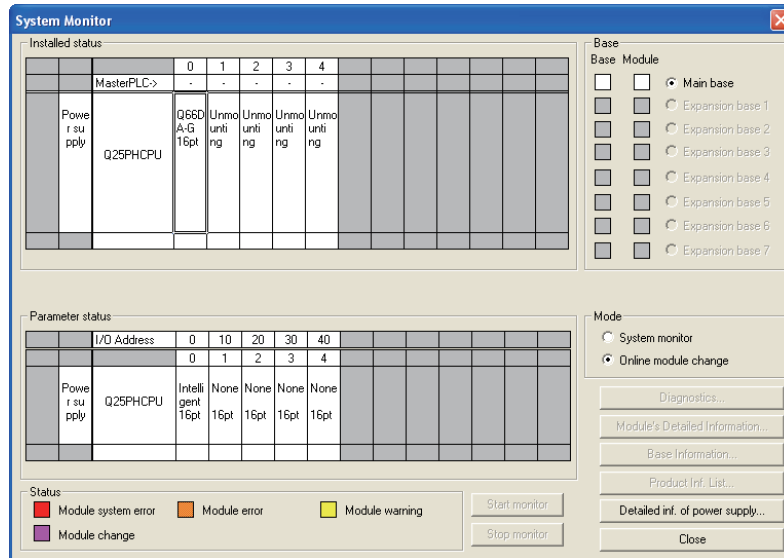 System Monitor
Installed status
0 1 2 3 4
MasterPLC-> - - - - -
Powe
r su
pply
Q25PHCPU
Q66D
A-G
16pt
Unmo
unti
ng
Unmo
unti
ng
Unmo
unti
ng
Unmo
unti
ng
Base
Base Module
Main base
Expansion base 1
Expansion base 2
Expansion base 3
Expansion base 4
Expansion base 5
Expansion base 6
Expansion base 7
Parameter status
I/O Address 0 10 20 30 40
0 1 2 3 4
Powe
r su
pply
Q25PHCPU
Intelli
gent
16pt
None
16pt
None
16pt
None
16pt
None
16pt
Mode
System monitor
Online module change
Diagnostics...
Module's Detailed Information...
Base Information...
Product Inf. List...
Detailed inf. of power supply...
Close
Status
Module system error
Module error
Module warning
Module change
Start monitor
Stop monitor